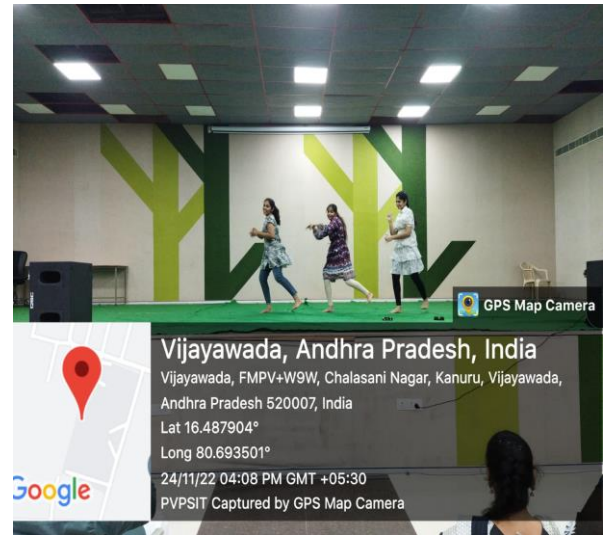 GPS Map Camera
Vijayawada, Andhra Pradesh, India
Vijayawada, FMPV+W9W, Chalasani Nagar, Kanuru, Vijayawada,
Andhra Pradesh 520007, India
Lat 16.487904°
Long 80.693501°
24/11/22 04:08 PM GMT +05:30
PVPSIT Captured by GPS Map Camera
Google